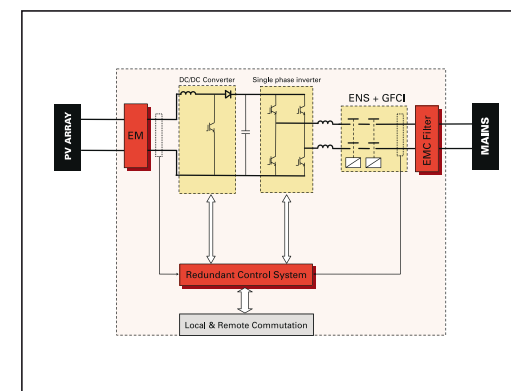 DC/DC Converter
Single phase inverter
ENS + GFCI
PV ARRAY
EM
EMC Filter
MAINS
Redundant Control System
Local & Remote Commutation